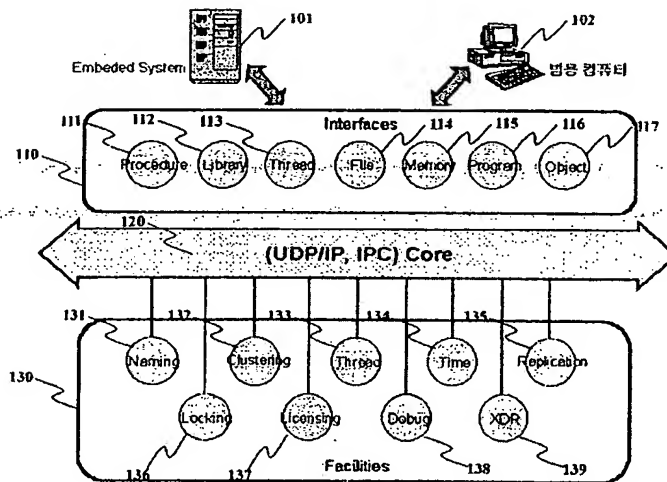 101
102
Embeded System
범용 컴퓨터
111
112
113
Interfaces
114
115
116
117
110
Procedure
Library
Thread
File
Memory
Program
Object
120
(UDP/IP, IPC) Core
131
132
133
134
135
Naming
Clustering
Thread
Time
Replication
130
Locking
Licensing
Debug
XDR
136
137
Facilities
138
139